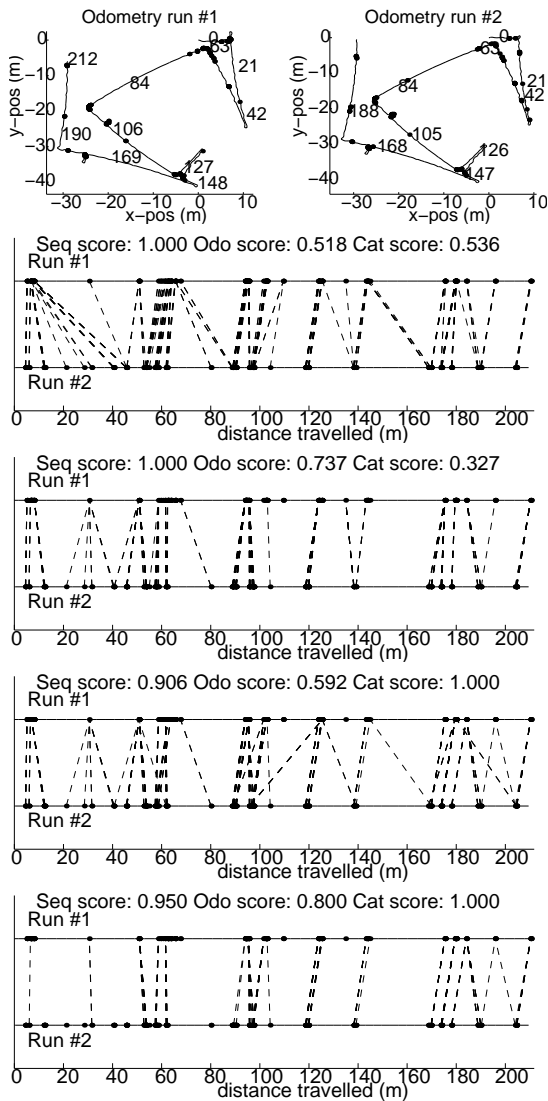 Odometry run #1
Odometry run #2
0
−10
−20
−30
−40
y-pos (m)
212
84
63
21
42
106
190
169
127
148
−30 −20 −10 0 10
x-pos (m)
0
−10
−20
−30
−40
63
84
21
42
188
105
168
126
147
−30 −20 −10 0 10
x-pos (m)
Seq score: 1.000 Odo score: 0.518 Cat score: 0.536
Run #1
Run #2
0 20 40 60 80 100 120 140 160 180 200
distance travelled (m)
Seq score: 1.000 Odo score: 0.737 Cat score: 0.327
Run #1
Run #2
0 20 40 60 80 100 120 140 160 180 200
distance travelled (m)
Seq score: 0.906 Odo score: 0.592 Cat score: 1.000
Run #1
Run #2
0 20 40 60 80 100 120 140 160 180 200
distance travelled (m)
Seq score: 0.950 Odo score: 0.800 Cat score: 1.000
Run #1
Run #2
0 20 40 60 80 100 120 140 160 180 200
distance travelled (m)